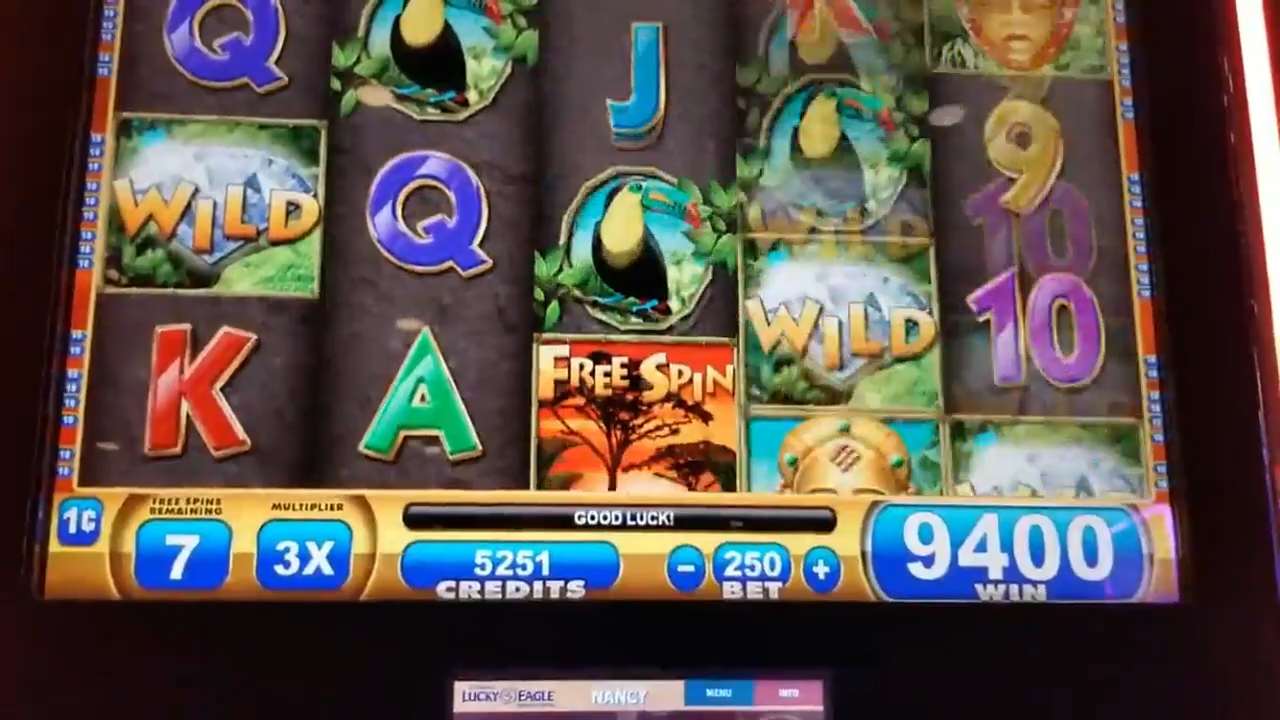 Q
J
9
WILD
Q
WILD
10
10
K
A
FREE SPIN
WILD
1¢
FREE SPINS
REMAINING
7
MULTIPLIER
3X
GOOD LUCK!
5251
CREDITS
-
250
+
BET
9400
WIN
LUCKY EAGLE
NANCY
MENU
INFO